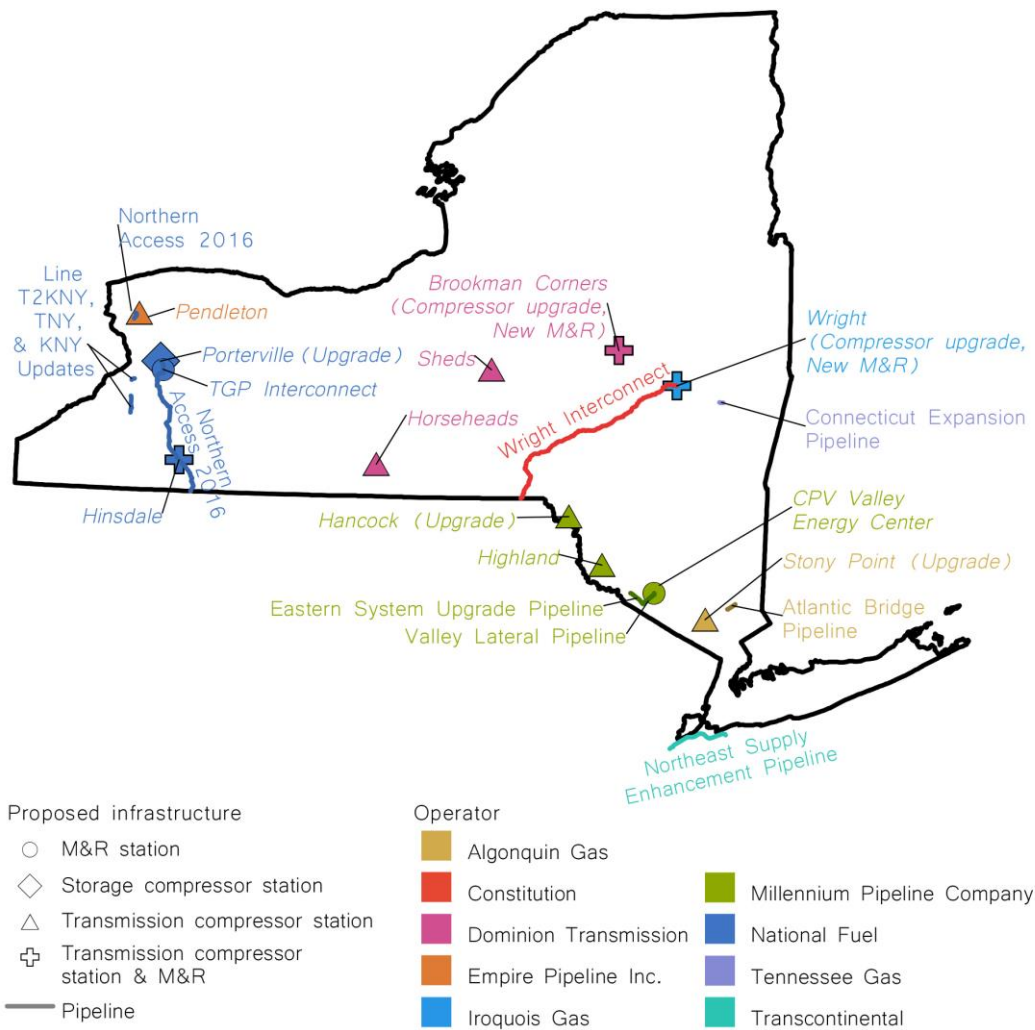 Northern
Access 2016
Line
T2KNY,
TNY,
& KNY
Updates
Pendleton
Porterville (Upgrade)
TGP Interconnect
Northern
Access 2016
Hinsdale
Brookman Corners
(Compressor upgrade,
New M&R)
Sheds
Horseheads
Wright Interconnect
Wright
(Compressor upgrade,
New M&R)
Connecticut Expansion
Pipeline
Hancock (Upgrade)
Highland
CPV Valley
Energy Center
Stony Point (Upgrade)
Eastern System Upgrade Pipeline
Valley Lateral Pipeline
Atlantic Bridge
Pipeline
Northeast Supply
Enhancement Pipeline
Proposed infrastructure
M&R station
Storage compressor station
Transmission compressor station
Transmission compressor
station & M&R
Pipeline
Operator
Algonquin Gas
Constitution
Dominion Transmission
Empire Pipeline Inc.
Iroquois Gas
Millennium Pipeline Company
National Fuel
Tennessee Gas
Transcontinental